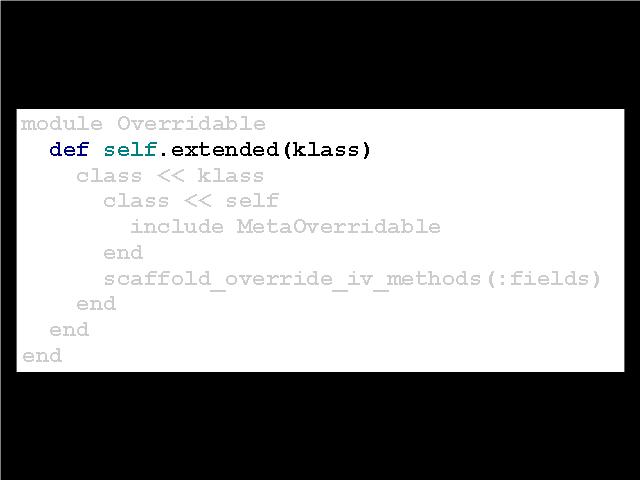 module Overridable
  def self.extended(klass)
    class << klass
      class << self
        include MetaOverridable
      end
      scaffold_override_iv_methods(:fields)
    end
  end
end